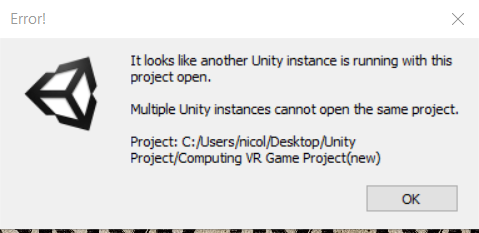 Error!
It looks like another Unity instance is running with this
project open.
Multiple Unity instances cannot open the same project.
Project: C:/Users/nicol/Desktop/Unity
Project/Computing VR Game Project(new)
OK